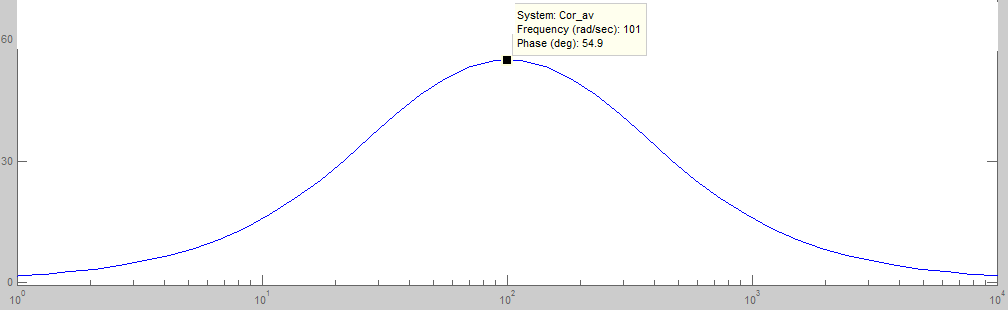 System: Cor_av
Frequency (rad/sec): 101
Phase (deg): 54.9
60
30
0
10^0
10^1
10^2
10^3
10^4